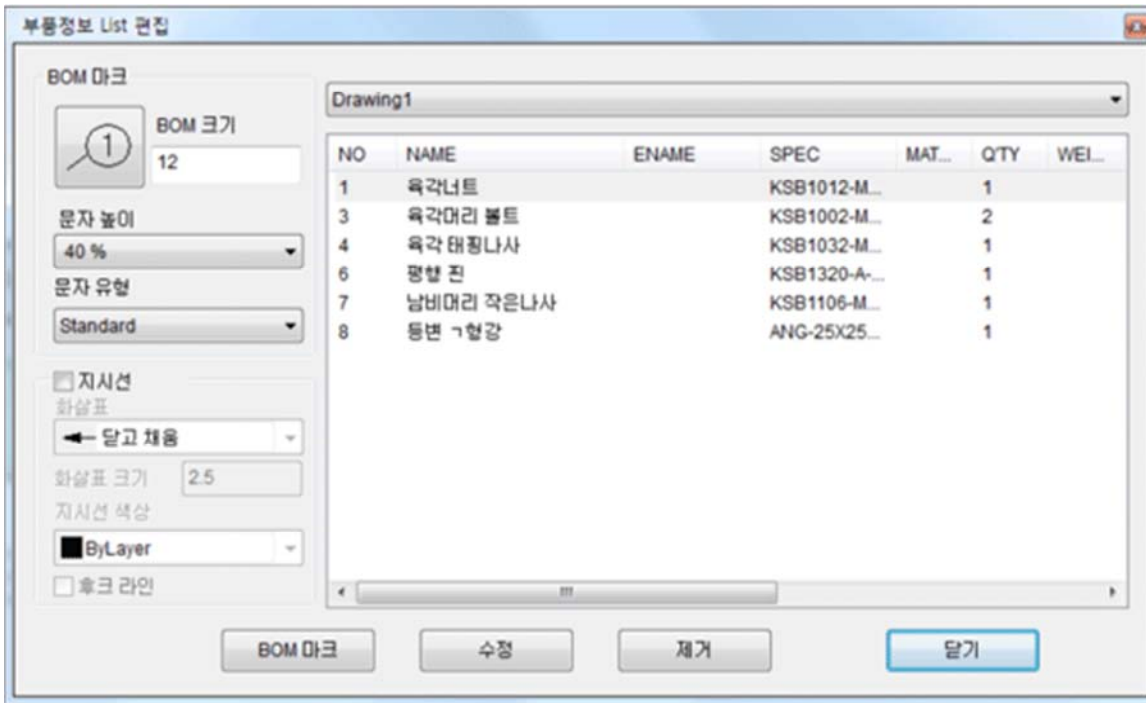 부품정보 List 편집
BOM 마크
1
BOM 크기
12
문자 높이
40 %
문자 유형
Standard
지시선
화살표
닫고 채움
화살표 크기 2.5
지시선 색상
ByLayer
후크 라인
Drawing1
NO NAME ENAME SPEC MAT... Q'TY WEI...
1 육각너트 KSB1012-M... 1
3 육각머리 볼트 KSB1002-M... 2
4 육각 태핑나사 KSB1032-M... 1
6 평행 핀 KSB1320-A-... 1
7 남비머리 작은나사 KSB1106-M... 1
8 등변 ㄱ형강 ANG-25X25... 1
BOM 마크 수정 제거 닫기